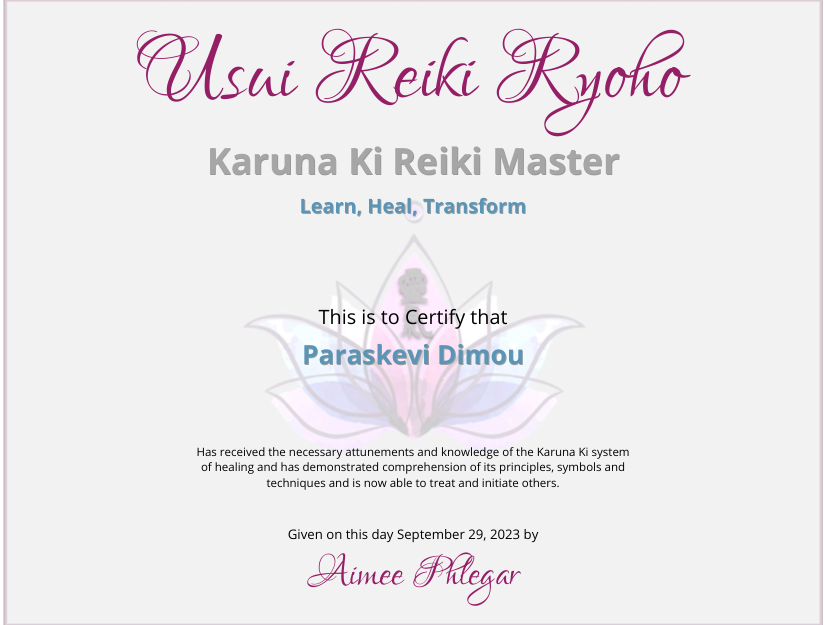 Usui Reiki Ryoho
Karuna Ki Reiki Master
Learn, Heal, Transform
This is to Certify that
Paraskevi Dimou
Has received the necessary attunements and knowledge of the Karuna Ki system
of healing and has demonstrated comprehension of its principles, symbols and
techniques and is now able to treat and initiate others.
Given on this day September 29, 2023 by
Aimee Phlegar